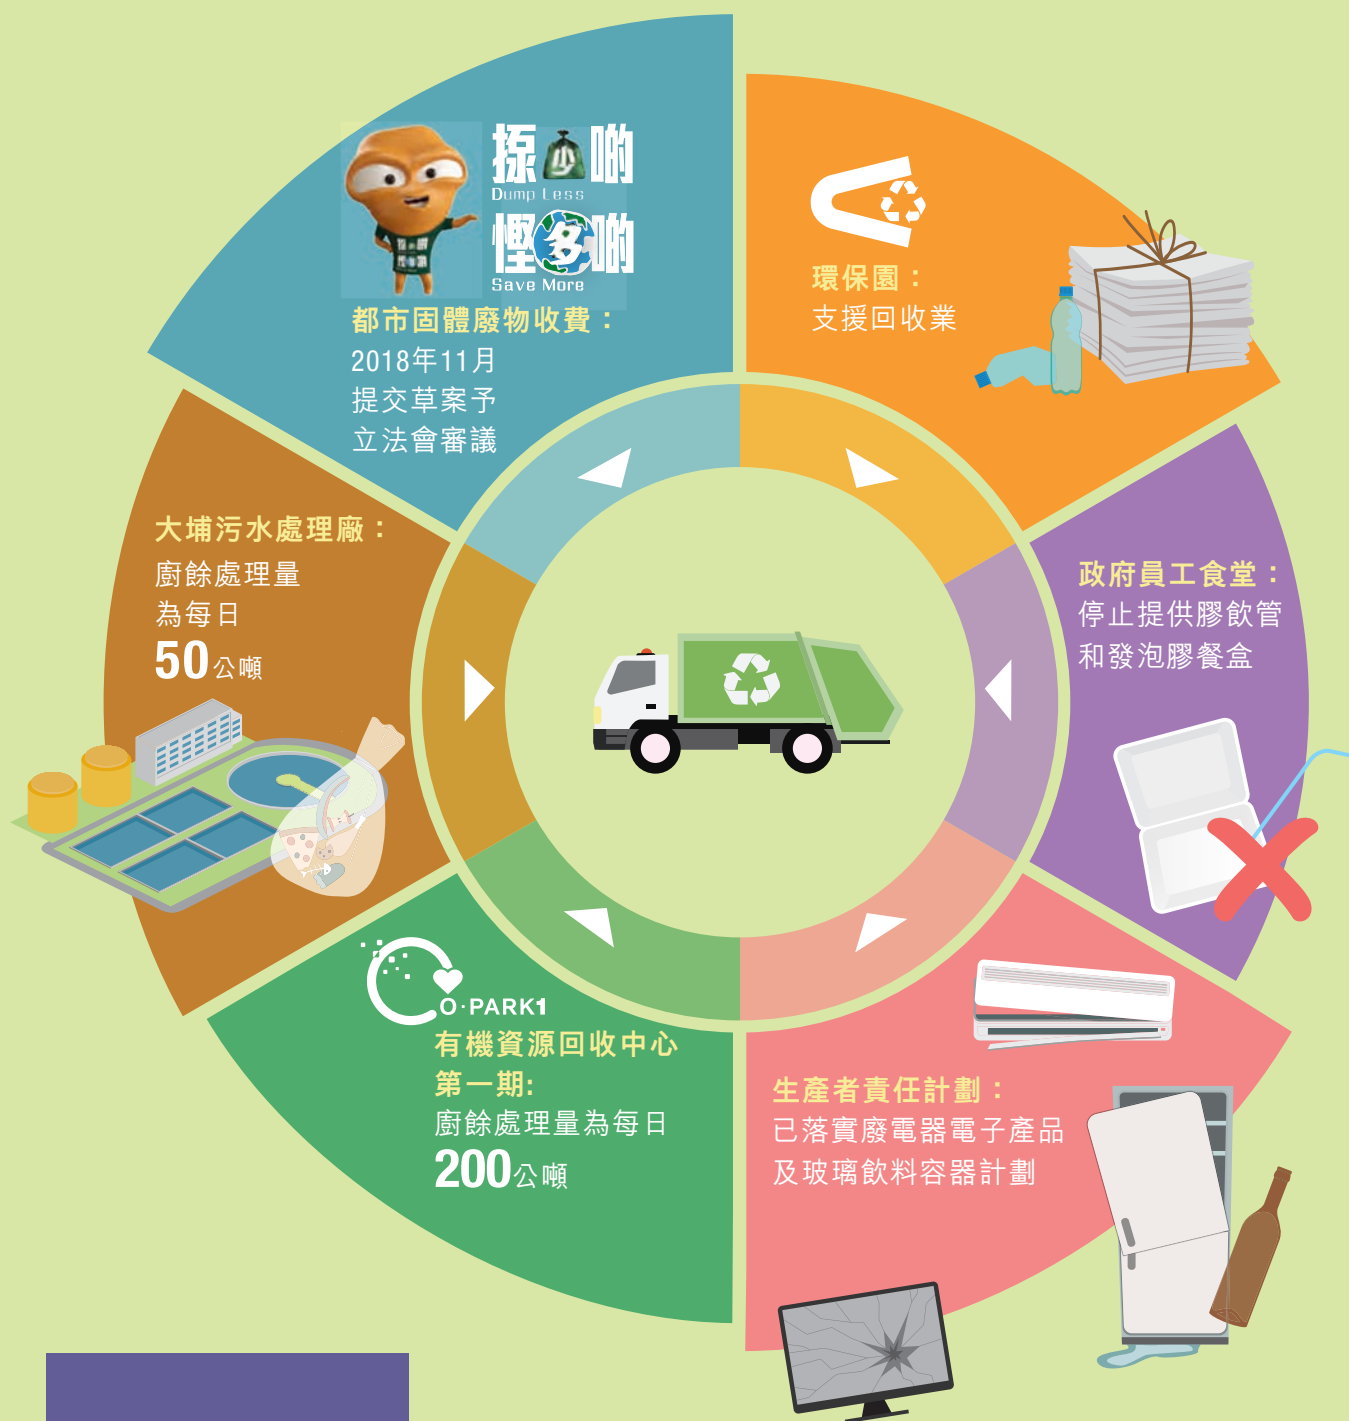 揼少啲
Dump Less
慳多啲
Save More
都市固體廢物收費：
2018年11月
提交草案予
立法會審議
環保園：
支援回收業
政府員工食堂：
停止提供膠飲管
和發泡膠餐盒
生產者責任計劃：
已落實廢電器電子產品
及玻璃飲料容器計劃
O·PARK1
有機資源回收中心
第一期:
廚餘處理量為每日
200公噸
大埔污水處理廠：
廚餘處理量
為每日
50公噸